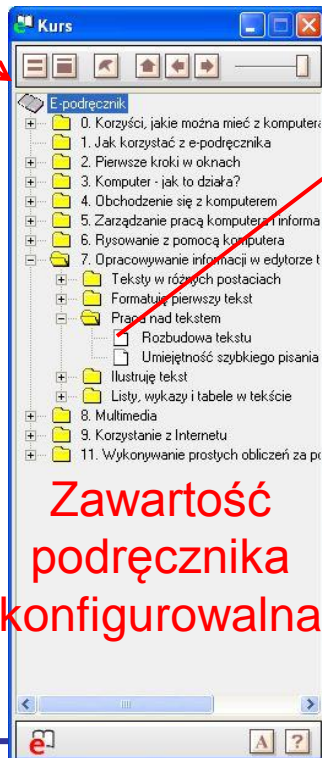 Kurs
E-podręcznik
0. Korzyści, jakie można mieć z komputera
1. Jak korzystać z e-podręcznika
2. Pierwsze kroki w oknach
3. Komputer - jak to działa?
4. Obchodzenie się z komputerem
5. Zarządzanie pracą komputera i informa
6. Rysowanie z pomocą komputera
7. Opracowywanie informacji w edytorze t
Teksty w różnych postaciach
Formatuję pierwszy tekst
Praca nad tekstem
Rozbudowa tekstu
Umiejętność szybkiego pisania
Ilustruję tekst
Listy, wykazy i tabele w tekście
8. Multimedia
9. Korzystanie z Internetu
11. Wykonywanie prostych obliczeń za po
Zawartość
podręcznika
konfigurowalna
e A ?